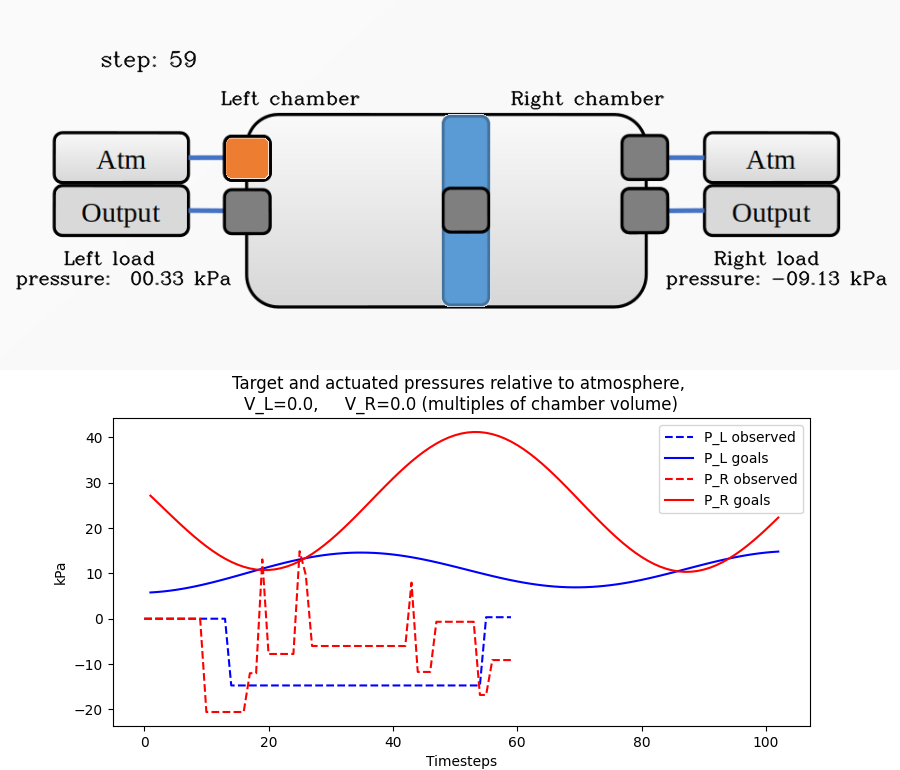 step: 59
Left chamber
Right chamber
Atm
Output
Atm
Output
Left load
pressure: 00.33 kPa
Right load
pressure: −09.13 kPa
Target and actuated pressures relative to atmosphere,
V_L=0.0, V_R=0.0 (multiples of chamber volume)
P_L observed
P_L goals
P_R observed
P_R goals
kPa
40
30
20
10
0
−10
−20
0
20
40
60
80
100
Timesteps